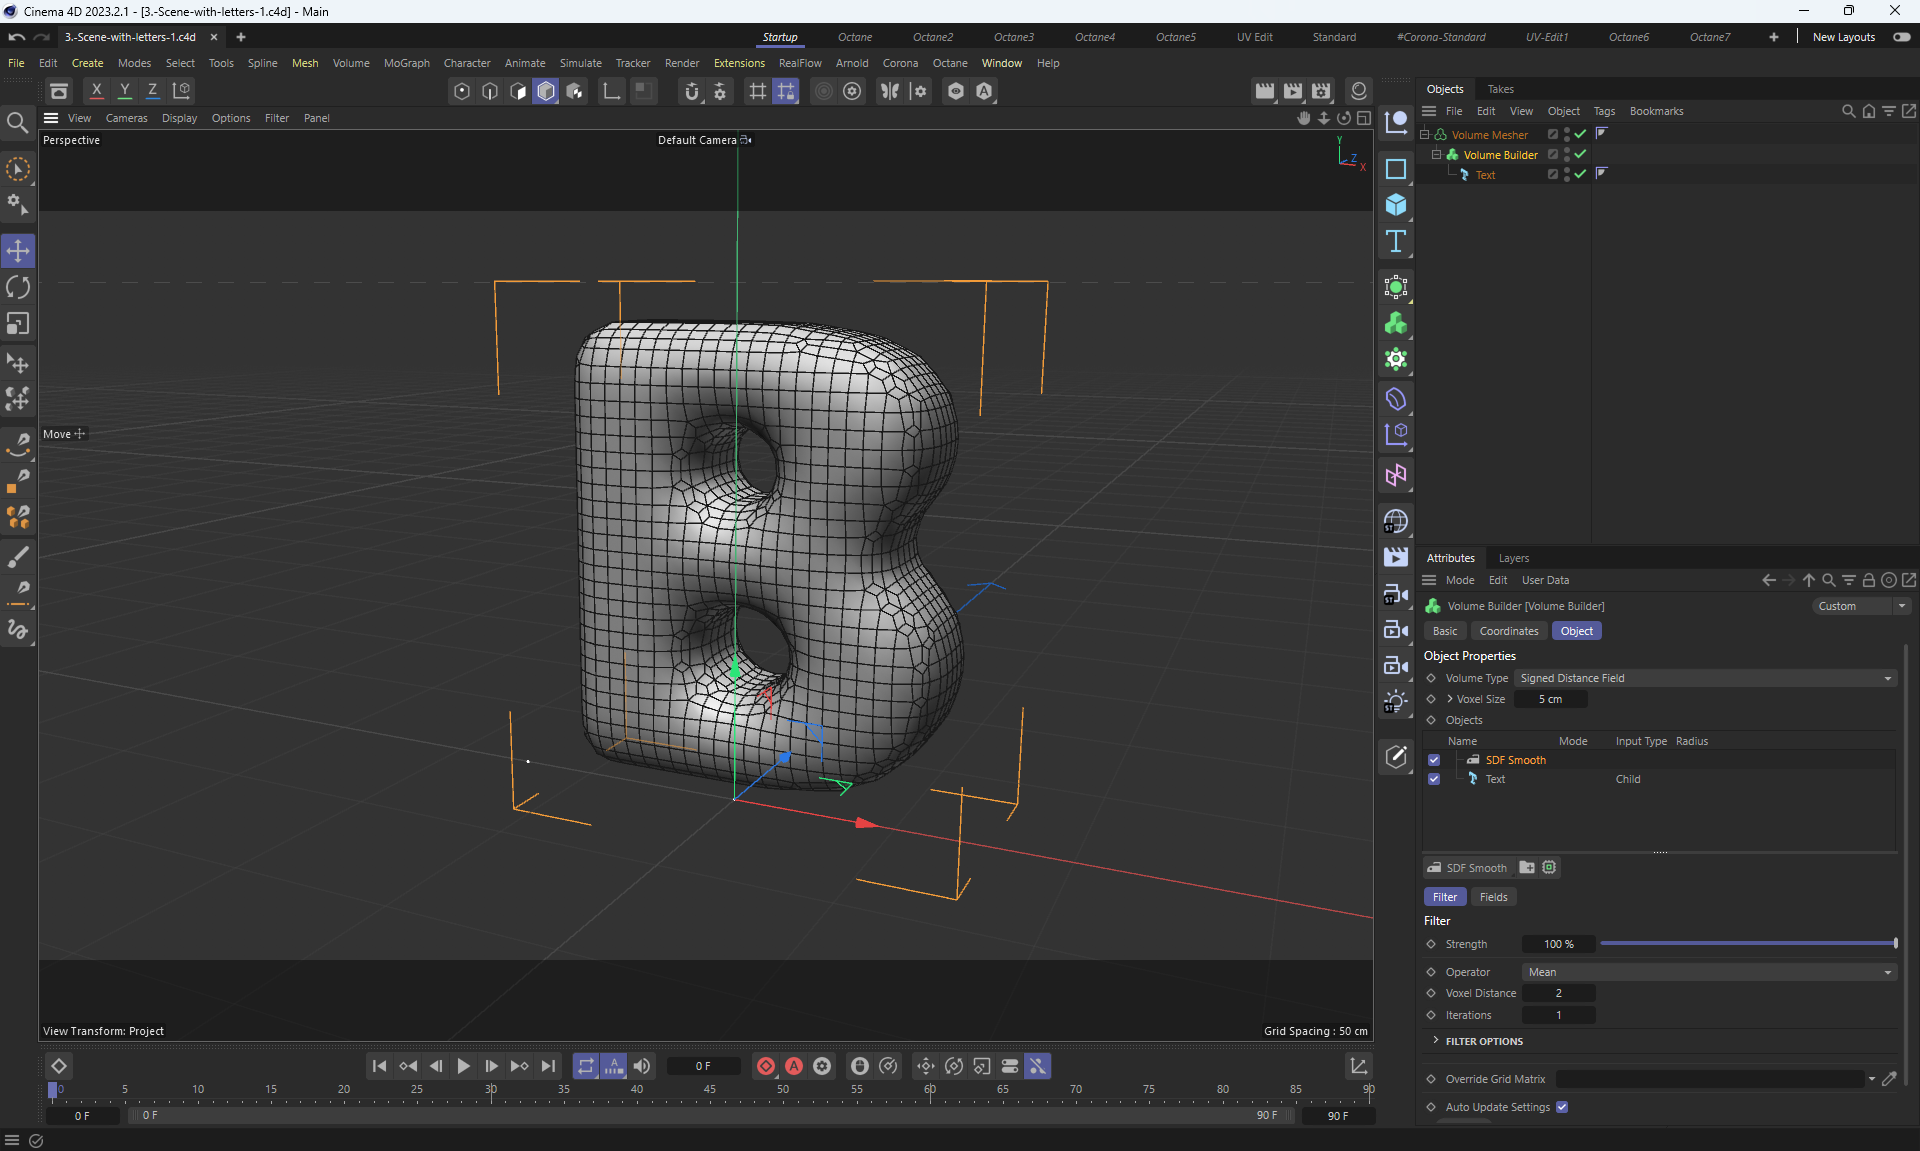 Cinema 4D 2023.2.1 - [3.-Scene-with-letters-1.c4d] - Main
3.-Scene-with-letters-1.c4d
Startup Octane Octane2 Octane3 Octane4 Octane5 UV Edit Standard #Corona-Standard UV-Edit1 Octane6 Octane7 New Layouts
File Edit Create Modes Select Tools Spline Mesh Volume MoGraph Character Animate Simulate Tracker Render Extensions RealFlow Arnold Corona Octane Window Help
X Y Z
View Cameras Display Options Filter Panel
Perspective
Default Camera
Y
Z
X
Move
View Transform: Project
Grid Spacing : 50 cm
Objects Takes
File Edit View Object Tags Bookmarks
Volume Mesher
Volume Builder
Text
Attributes Layers
Mode Edit User Data
Volume Builder [Volume Builder]
Custom
Basic Coordinates Object
Object Properties
Volume Type Signed Distance Field
Voxel Size 5 cm
Objects
Name Mode Input Type Radius
SDF Smooth
Text Child
SDF Smooth
Filter Fields
Filter
Strength 100 %
Operator Mean
Voxel Distance 2
Iterations 1
FILTER OPTIONS
Override Grid Matrix
Auto Update Settings
0 F
0 5 10 15 20 25 30 35 40 45 50 55 60 65 70 75 80 85 90
0 F 0 F 90 F 90 F